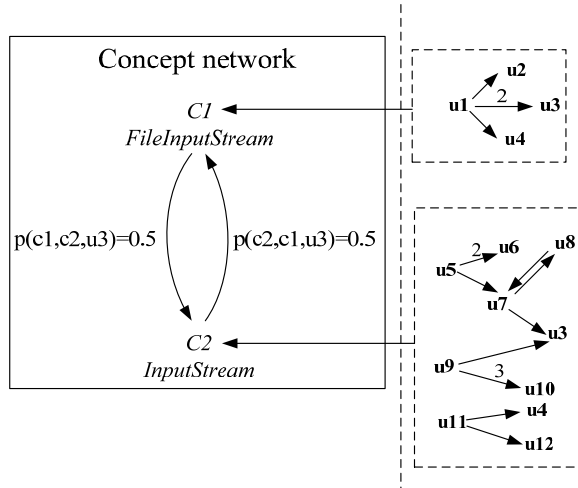 Concept network
C1
FileInputStream
p(c1,c2,u3)=0.5
p(c2,c1,u3)=0.5
C2
InputStream
u2
u1
2
u3
u4
u5
2
u6
u8
u7
u3
u9
3
u10
u4
u11
u12